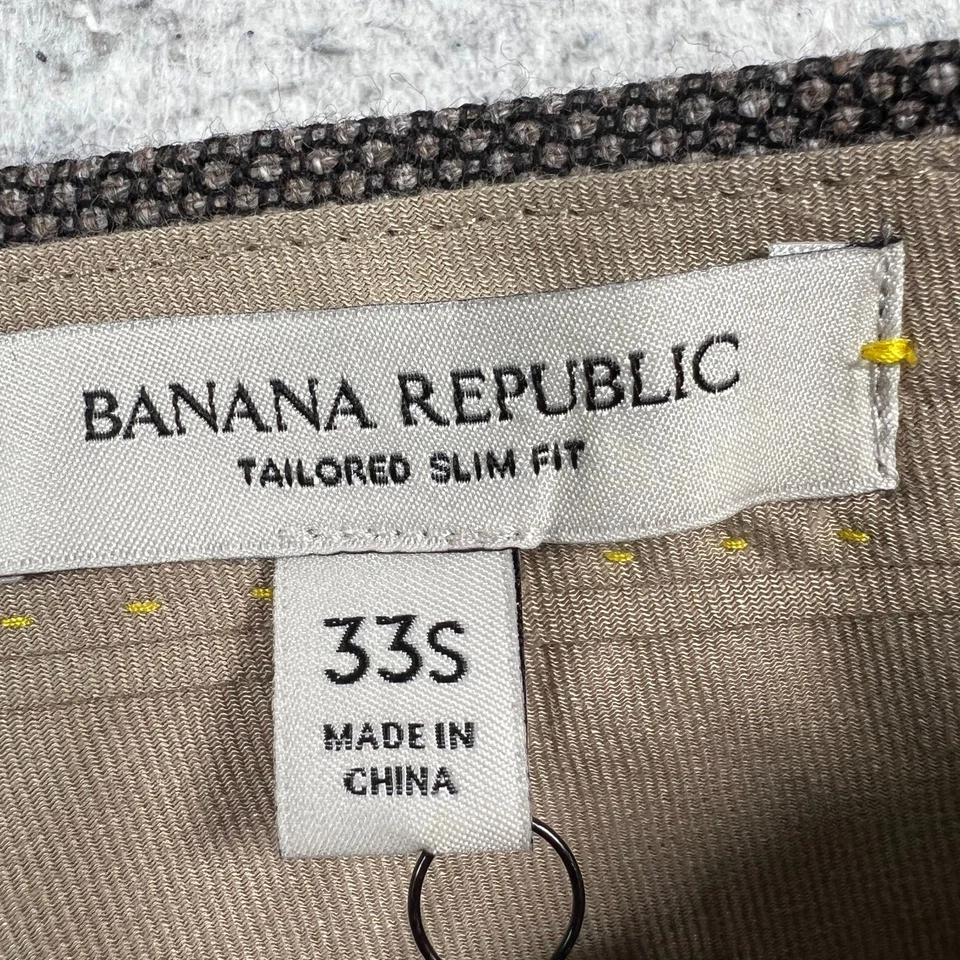 BANANA REPUBLIC
TAILORED SLIM FIT
33S
MADE IN
CHINA